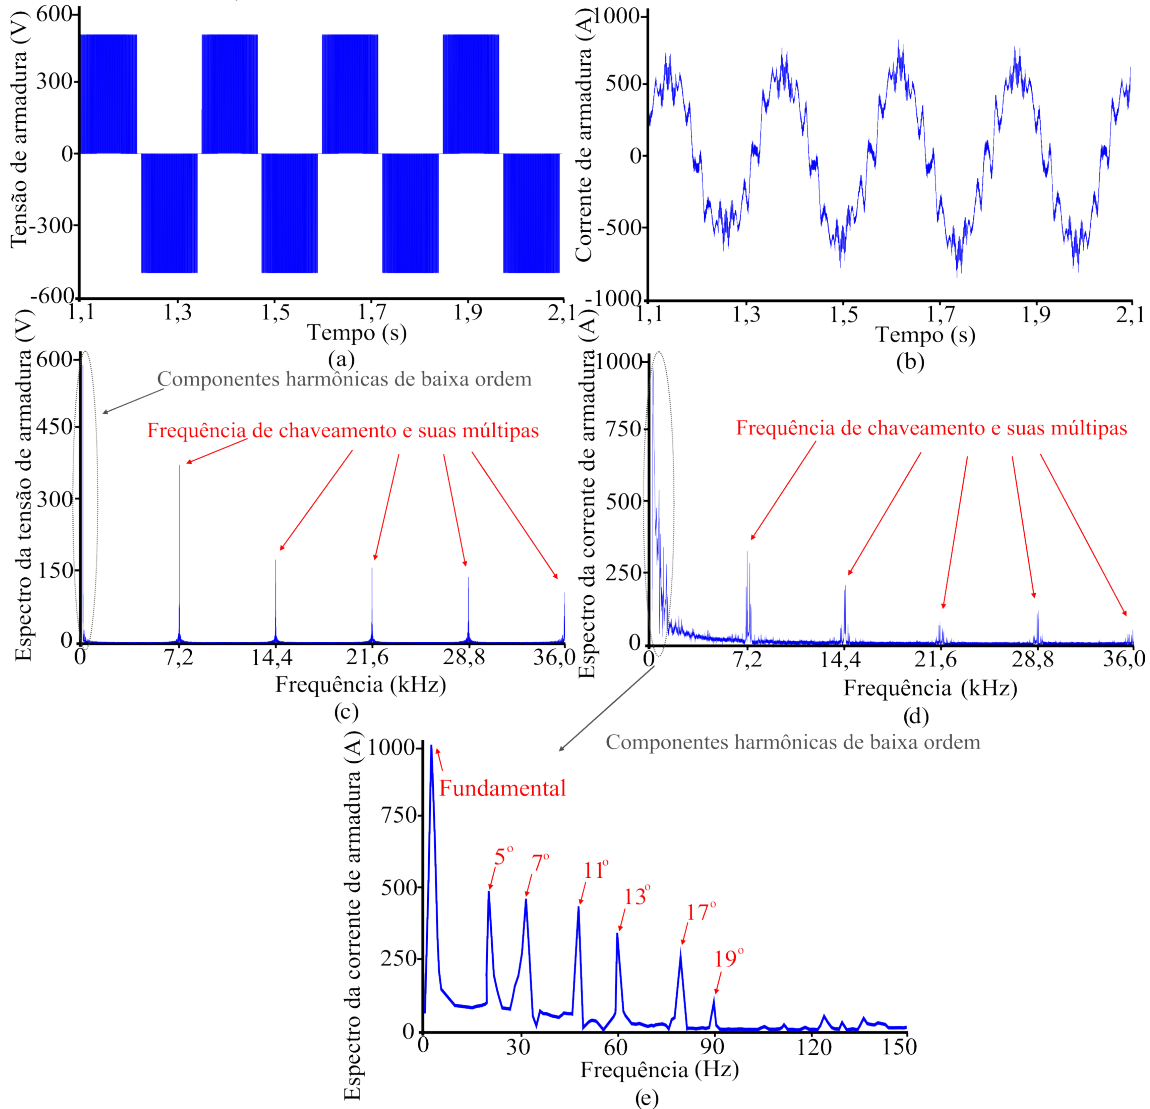 600
300
0
-300
-600
Tensão de armadura (V)
1,1
1,3
1,5
1,7
1,9
2,1
Tempo (s)
(a)
1000
500
0
-500
-1000
Corrente de armadura (A)
1,1
1,3
1,5
1,7
1,9
2,1
Tempo (s)
(b)
600
450
300
150
0
Espectro da tensão de armadura (V)
Componentes harmônicas de baixa ordem
Frequência de chaveamento e suas múltipas
0
7,2
14,4
21,6
28,8
36,0
Frequência (kHz)
(c)
1000
750
500
250
0
Espectro da corrente de armadura (A)
Frequência de chaveamento e suas múltipas
0
7,2
14,4
21,6
28,8
36,0
Frequência (kHz)
(d)
Componentes harmônicas de baixa ordem
1000
750
500
250
0
Espectro da corrente de armadura (A)
Fundamental
5º
7º
11º
13º
17º
19º
0
30
60
90
120
150
Frequência (Hz)
(e)